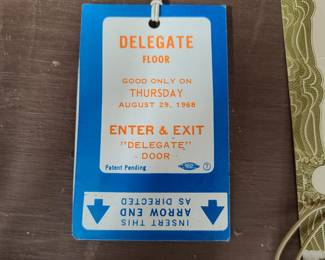 DELEGATE
FLOOR
GOOD ONLY ON
THURSDAY
AUGUST 29, 1968
ENTER & EXIT
"DELEGATE"
DOOR
Patent Pending
7
INSERT THIS
ARROW END
AS DIRECTED